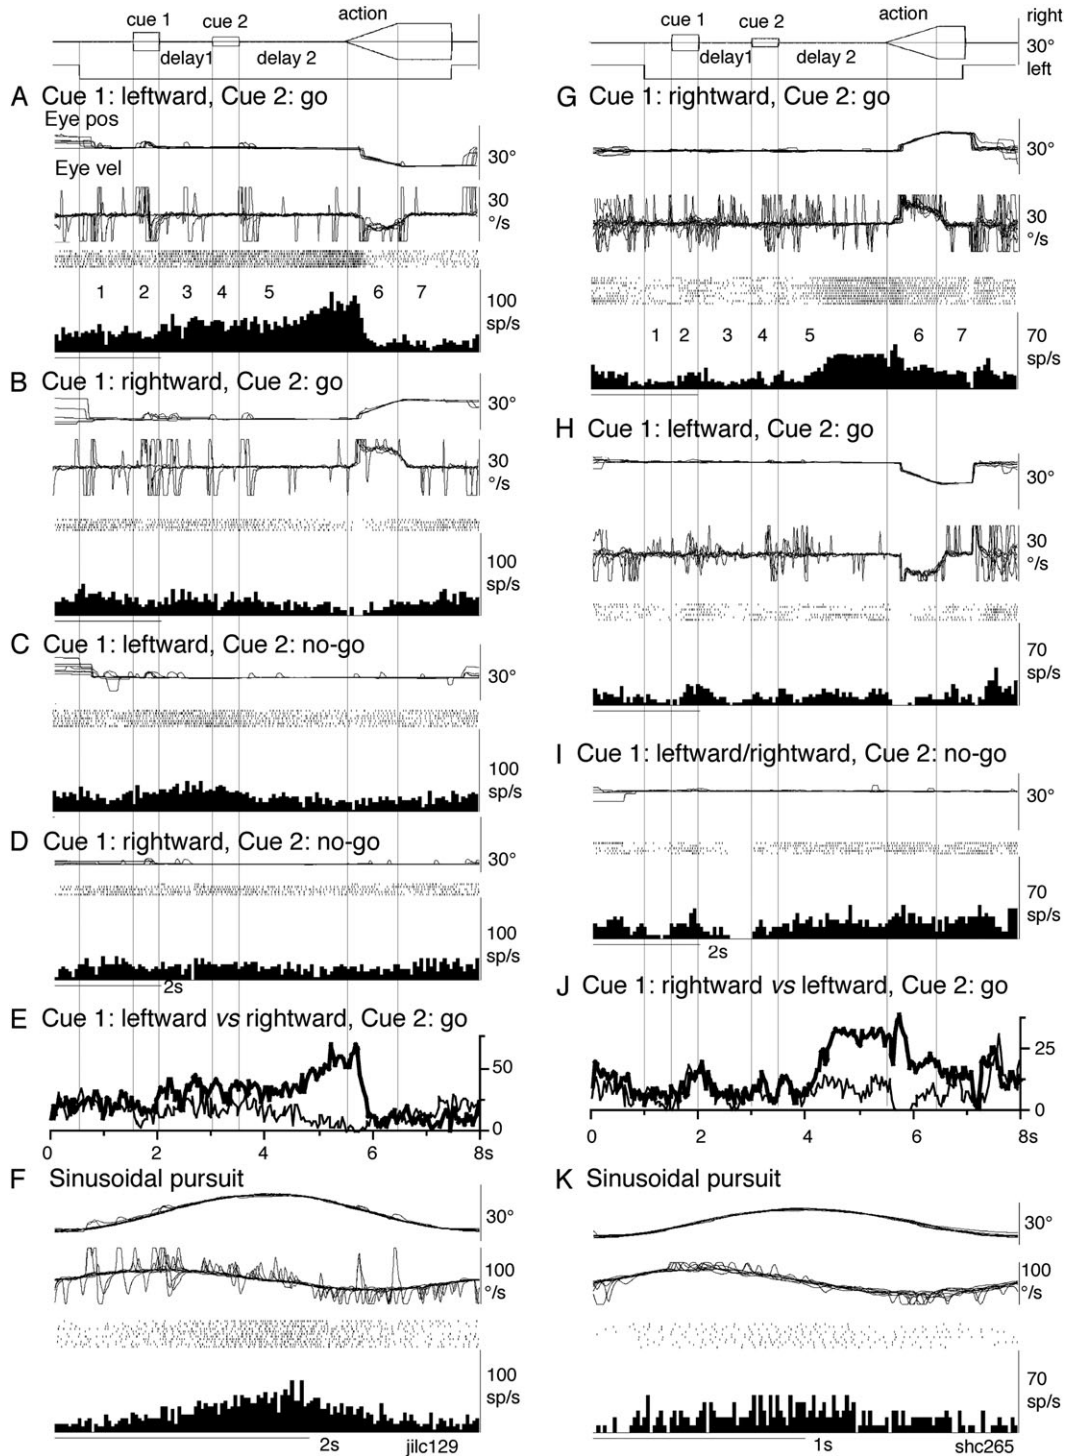 cue 1 cue 2 action
delay1 delay 2
A Cue 1: leftward, Cue 2: go
Eye pos
30°
Eye vel
30
°/s
1 2 3 4 5 6 7
100
sp/s
B Cue 1: rightward, Cue 2: go
30°
30
°/s
100
sp/s
C Cue 1: leftward, Cue 2: no-go
30°
100
sp/s
D Cue 1: rightward, Cue 2: no-go
30°
100
sp/s
2s
E Cue 1: leftward vs rightward, Cue 2: go
50
0
0 2 4 6 8s
F Sinusoidal pursuit
30°
100
°/s
100
sp/s
2s jilc129
cue 1 cue 2 action
right
30°
left
delay1 delay 2
G Cue 1: rightward, Cue 2: go
30°
30
°/s
1 2 3 4 5 6 7
70
sp/s
H Cue 1: leftward, Cue 2: go
30°
30
°/s
70
sp/s
I Cue 1: leftward/rightward, Cue 2: no-go
30°
70
sp/s
2s
J Cue 1: rightward vs leftward, Cue 2: go
25
0
0 2 4 6 8s
K Sinusoidal pursuit
30°
100
°/s
70
sp/s
1s shc265